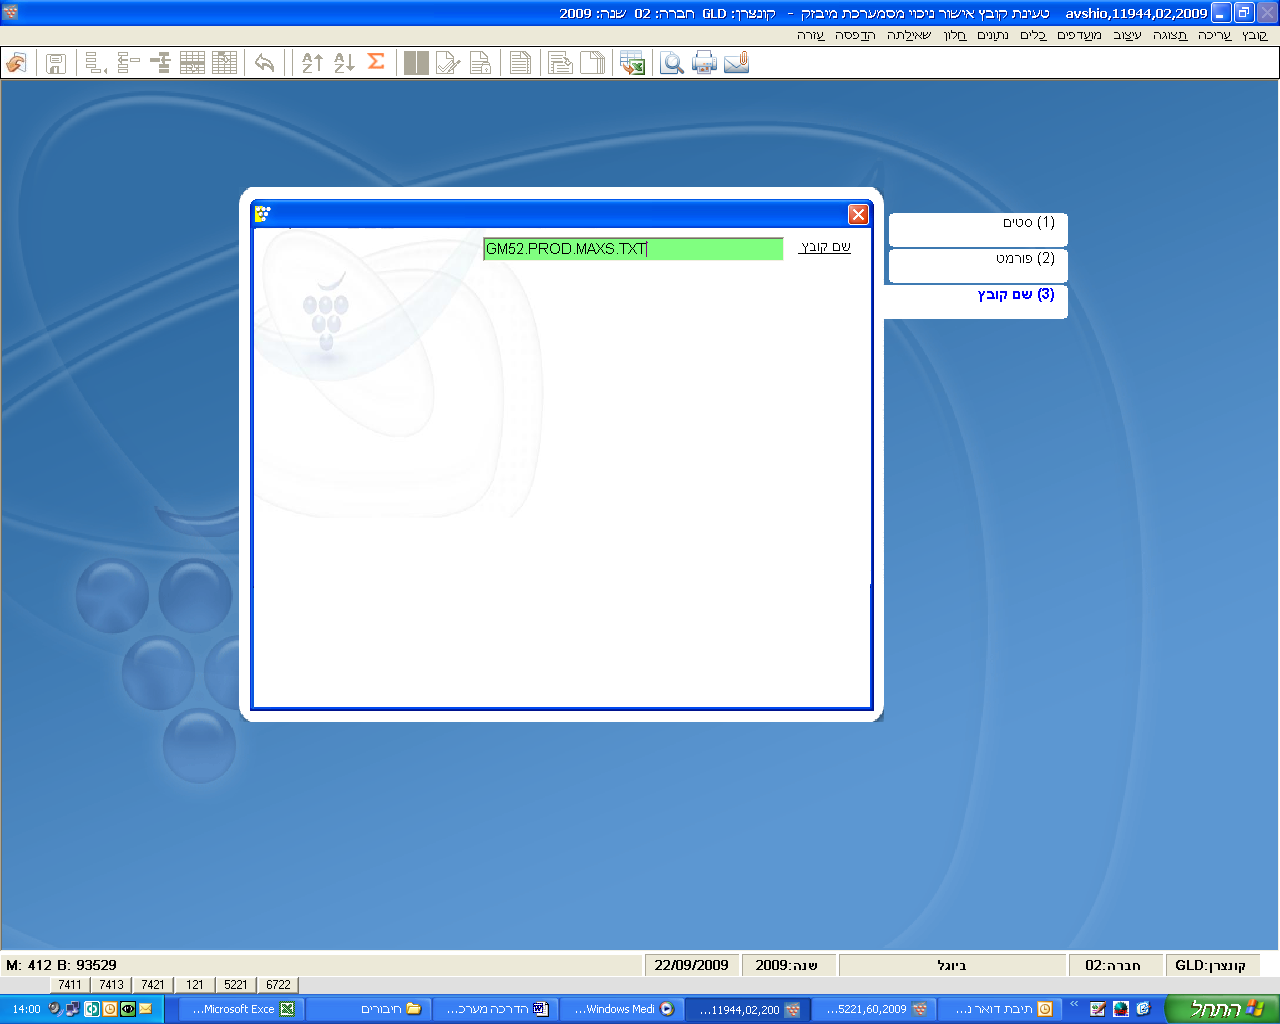 avshio,11944,02,2009 טעינת קובץ אישור ניכוי מסמערכת מיבזק - קונצרן: GLD חברה: 02 שנה: 2009
קובץ עריכה תצוגה עיצוב מועדפים כלים נתונים חלון שאילתה הדפסה עזרה
שם קובץ GM52.PROD.MAXS.TXT
(1) סטים
(2) פורמט
(3) שם קובץ
קונצרן:GLD חברה:02 ביוגל שנה:2009 22/09/2009 M: 412 B: 93529
7411 7413 7421 121 5221 6722
התחל תיבת דואר נ... 5221,60,2009... 11944,02,200... Windows Medi... הדרכה מערכ... חיבורים Microsoft Exce... 14:00